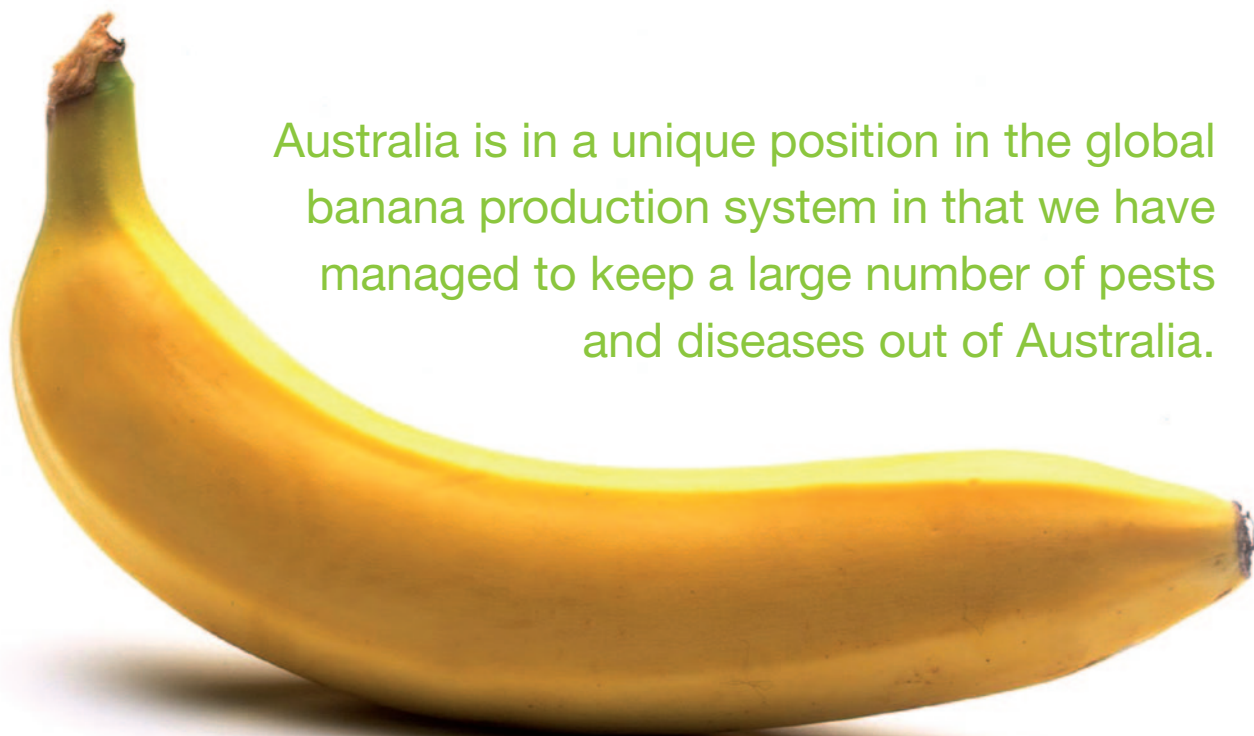 Australia is in a unique position in the global
banana production system in that we have
managed to keep a large number of pests
and diseases out of Australia.